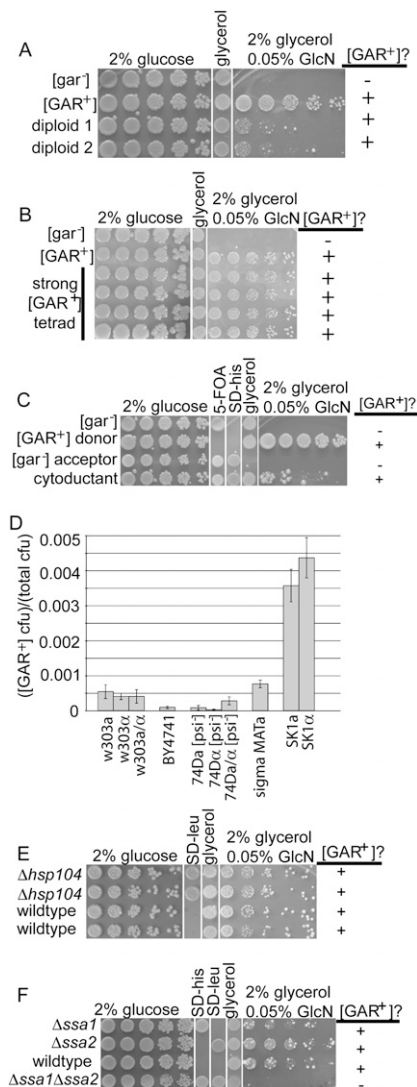 A
2% glucose
glycerol
2% glycerol
0.05% GlcN
[GAR⁺]?
[gar⁻]
-
[GAR⁺]
+
diploid 1
+
diploid 2
+
B
2% glucose
glycerol
2% glycerol
0.05% GlcN
[GAR⁺]?
[gar⁻]
-
[GAR⁺]
+
strong
[GAR⁺]
tetrad
+
+
+
+
C
2% glucose
5-FOA
SD-his
glycerol
2% glycerol
0.05% GlcN
[GAR⁺]?
[gar⁻]
-
[GAR⁺] donor
+
[gar⁻] acceptor
-
cytoductant
+
D
([GAR⁺] cfu)/(total cfu)
0.005
0.004
0.003
0.002
0.001
0
w303a
w303α
w303a/α
BY4741
74Da [psi⁻]
74Dα [psi⁻]
74Da/α [psi⁻]
sigma MATa
SK1a
SK1α
E
2% glucose
SD-leu
glycerol
2% glycerol
0.05% GlcN
[GAR⁺]?
Δhsp104
+
Δhsp104
+
wildtype
+
wildtype
+
F
2% glucose
SD-his
SD-leu
glycerol
2% glycerol
0.05% GlcN
[GAR⁺]?
Δssa1
+
Δssa2
+
wildtype
+
Δssa1Δssa2
-